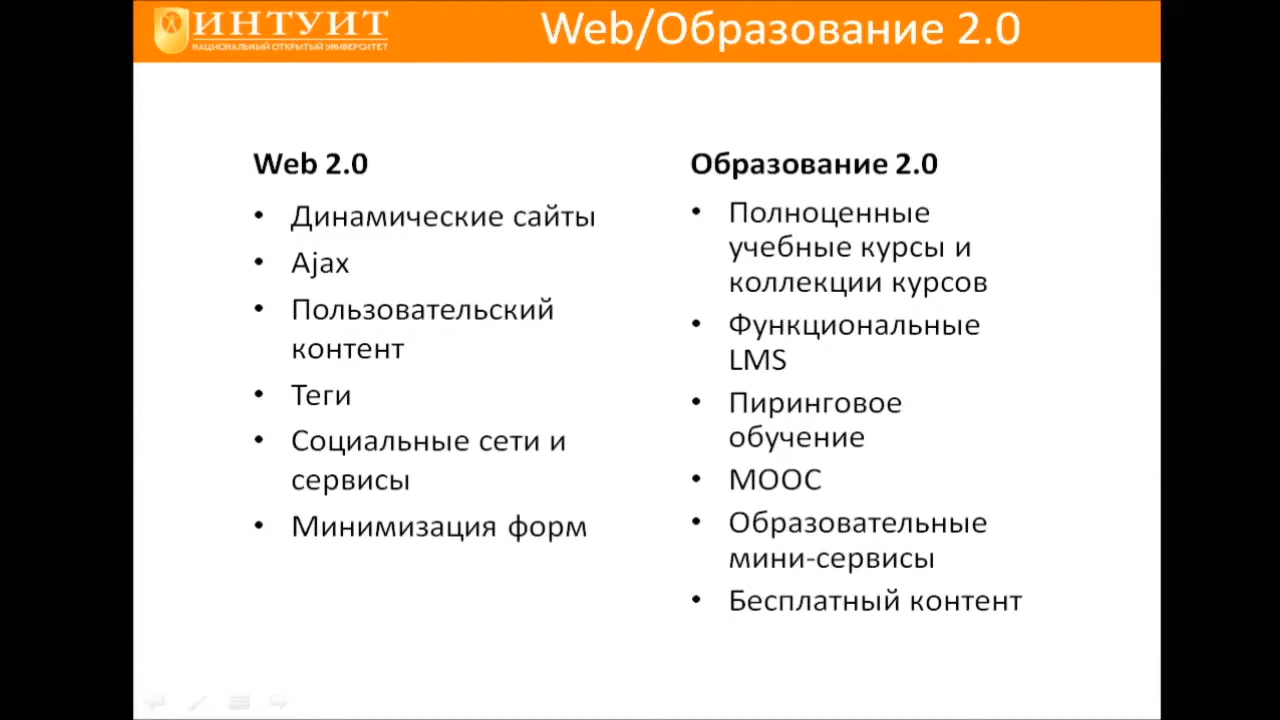 ИНТУИТ
НАЦИОНАЛЬНЫЙ ОТКРЫТЫЙ УНИВЕРСИТЕТ
Web/Образование 2.0
Web 2.0
• Динамические сайты
• Ajax
• Пользовательский
контент
• Теги
• Социальные сети и
сервисы
• Минимизация форм
Образование 2.0
• Полноценные
учебные курсы и
коллекции курсов
• Функциональные
LMS
• Пиринговое
обучение
• МООС
• Образовательные
мини-сервисы
• Бесплатный контент